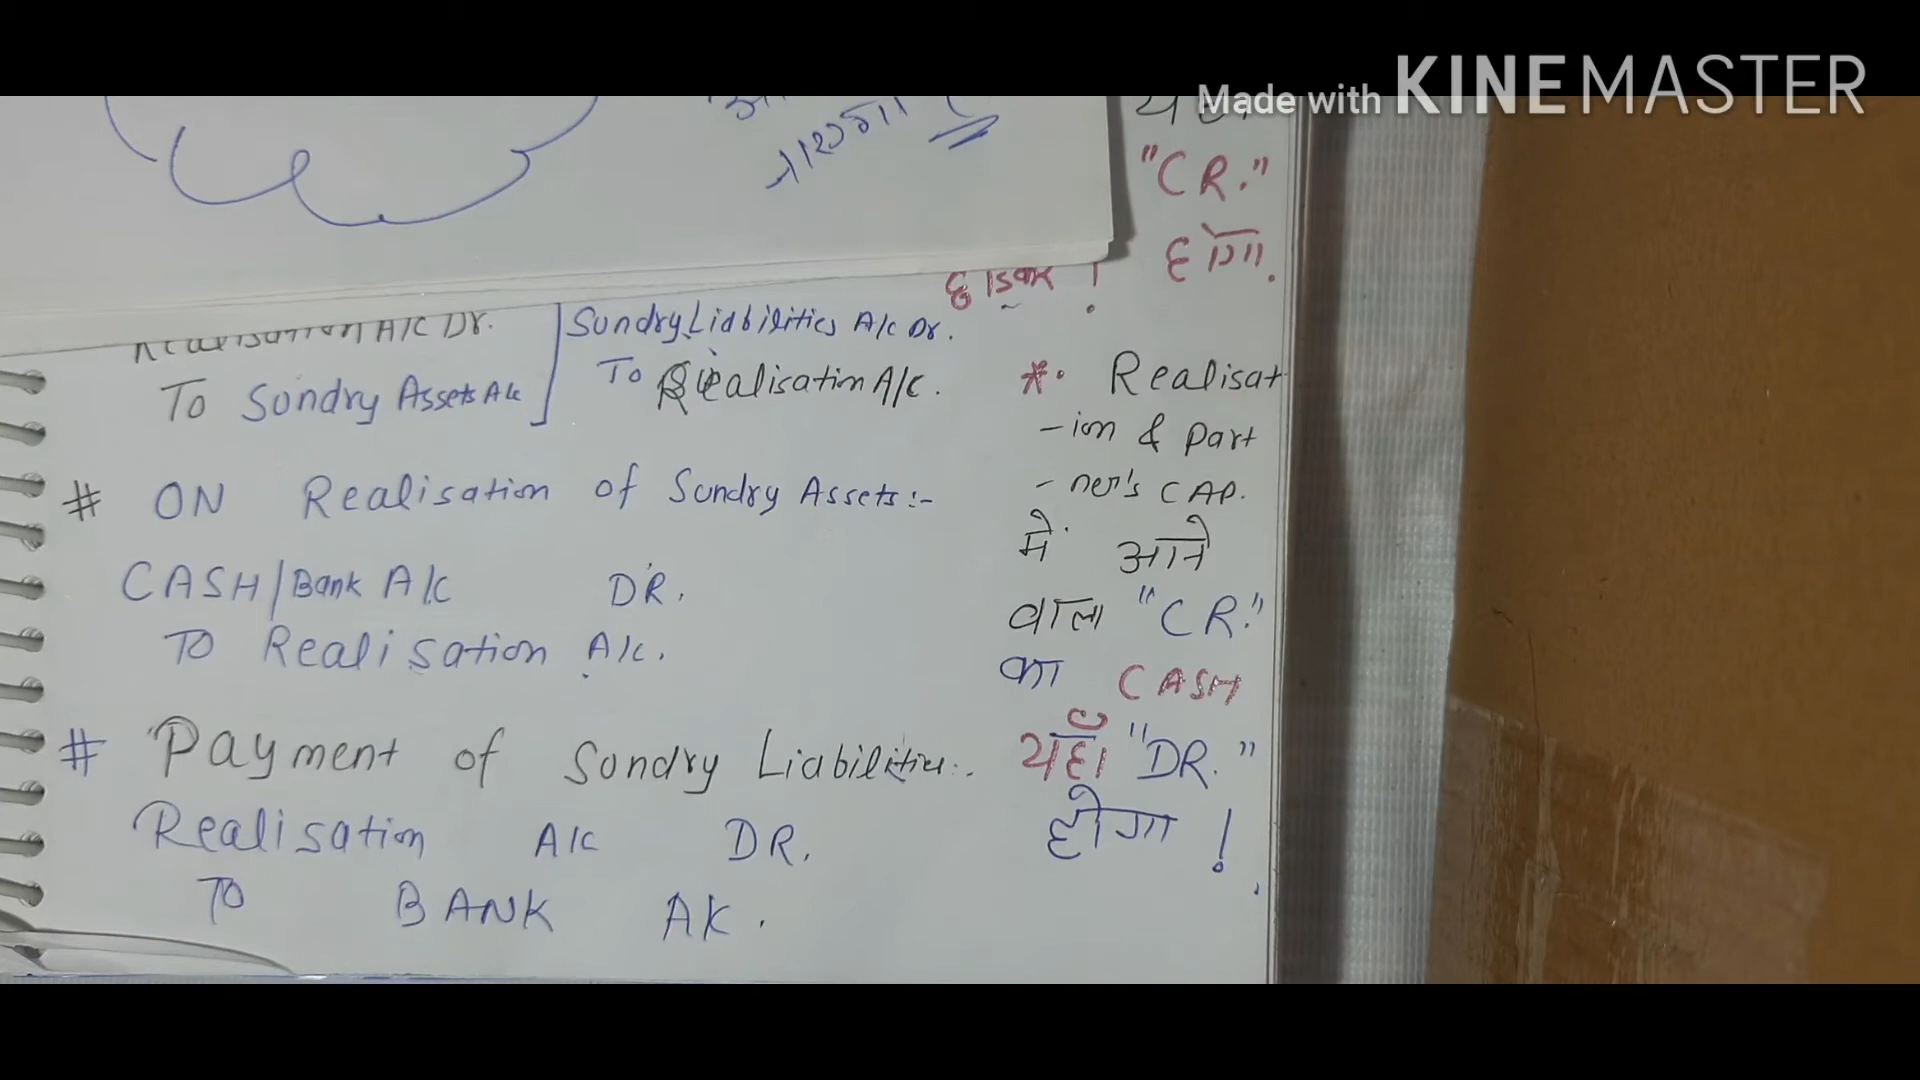 Made with KINEMASTER
"CR."
होगा.
Realisation A/C Dr.
To Sundry Assets A/c
Sundry Liabilities A/c Dr.
To Realisation A/c.
# ON Realisation of Sundry Assets:-
CASH/Bank A/c DR.
TO Realisation A/c.
# Payment of Sundry Liabilities:.
Realisation A/c DR.
TO BANK A/c.
*. Realisat
-ion & Part
-ner's CAP.
में आने
वाला "CR."
का CASH
यहाँ "DR."
होगा !